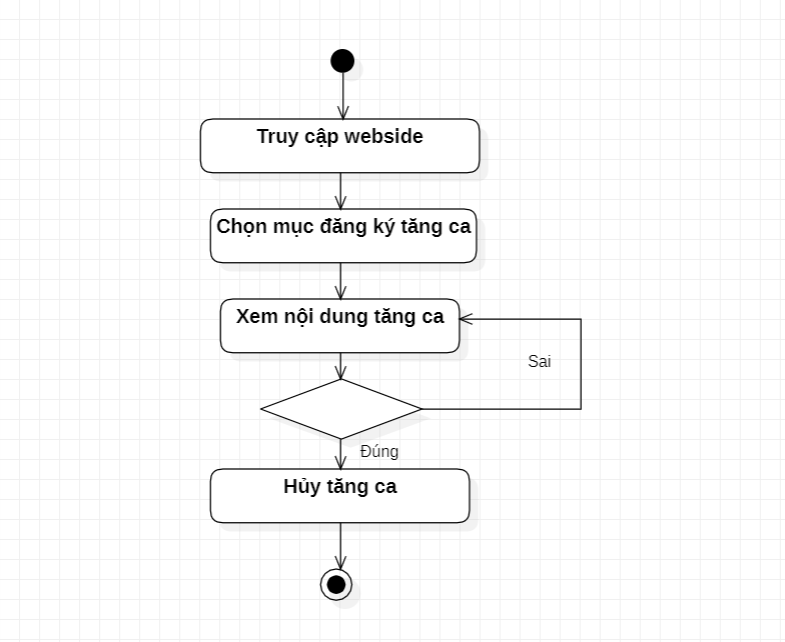 Truy cập webside
Chọn mục đăng ký tăng ca
Xem nội dung tăng ca
Sai
Đúng
Hủy tăng ca